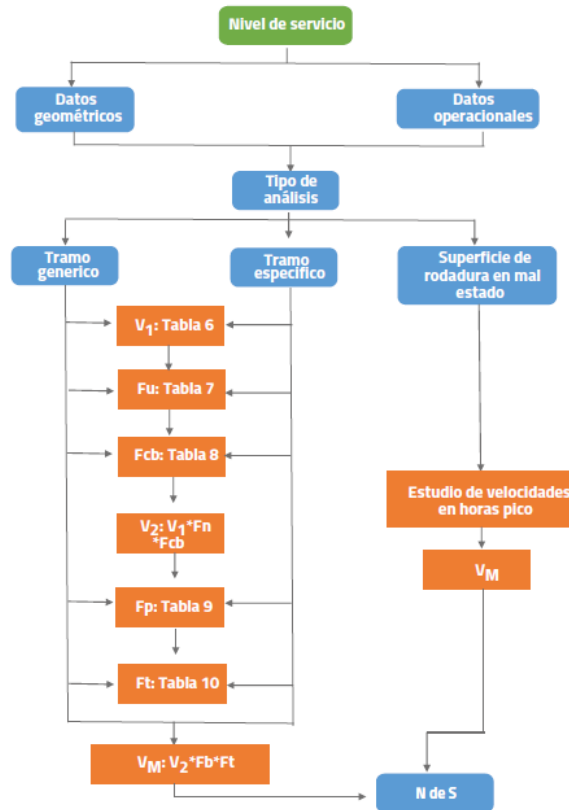 Nivel de servicio
Datos
geométricos
Datos
operacionales
Tipo de
análisis
Tramo
generico
Tramo
especifico
Superficie de
rodadura en mal
estado
V1: Tabla 6
Fu: Tabla 7
Fcb: Tabla 8
V2: V1*Fn
*Fcb
Fp: Tabla 9
Ft: Tabla 10
VM: V2*Fb*Ft
Estudio de velocidades
en horas pico
VM
N de S